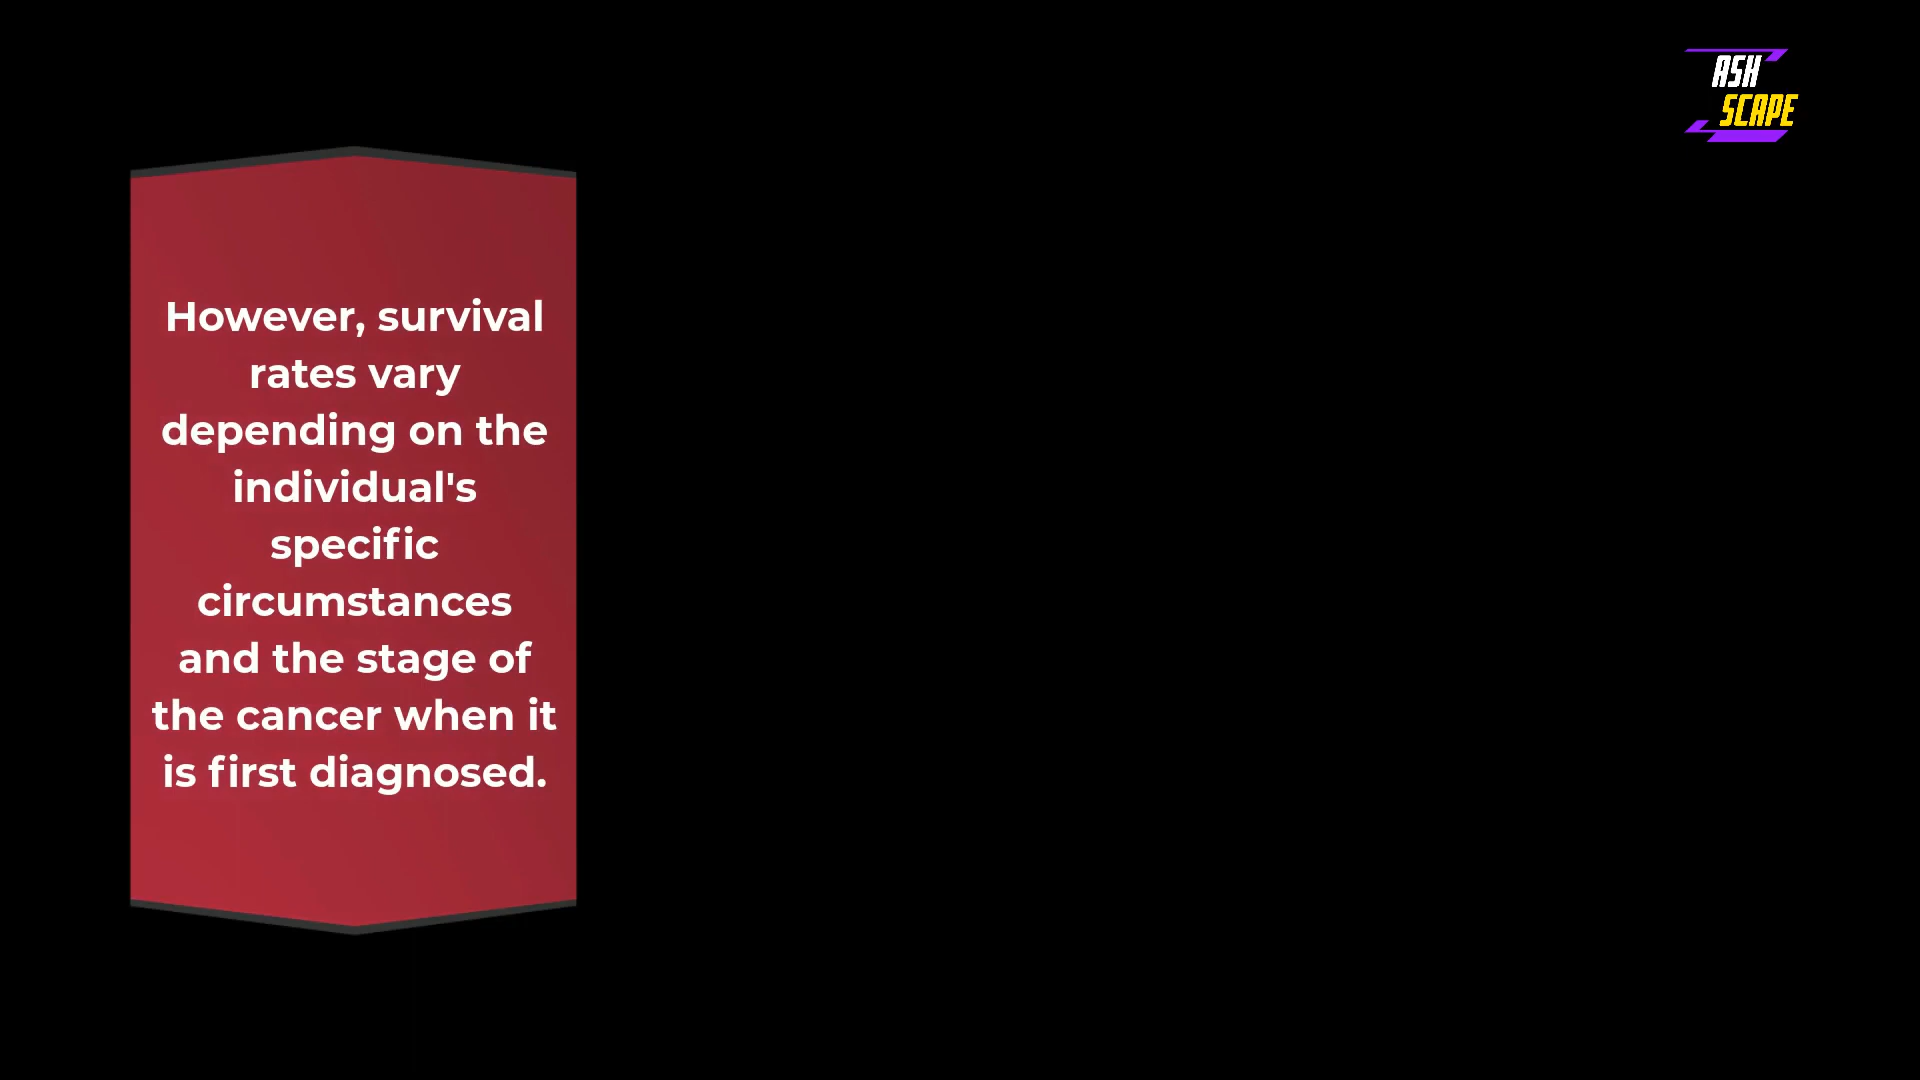 ASH
SCAPE
However, survival
rates vary
depending on the
individual's
specific
circumstances
and the stage of
the cancer when it
is first diagnosed.